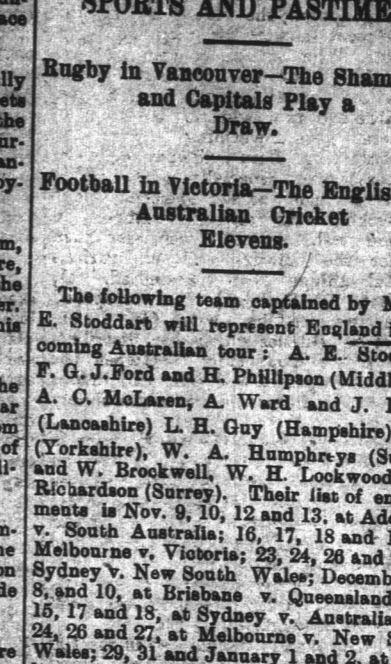 SPORTS AND PASTIME
Rugby in Vancouver—The Sham
and Capitals Play a
Draw.
Football in Victoria—The Englis
Australian Cricket
Elevens.
The following team captained by M
E. Stoddart will represent England
coming Australian tour: A. E. Stod
F. G. J. Ford and H. Phillipson (Middl
A. C. McLaren, A. Ward and J.
(Lancashire) L. H. Guy (Hampshire)
(Yorkshire), W. A. Humphreys (Su
and W. Brockwell, W. H. Lockwood
Richardson (Surrey). Their list of en
ments is Nov. 9, 10, 12 and 13, at Ade
v. South Australia; 16, 17, 18 and 1
Melbourne v. Victoria; 23, 24, 26 and
Sydney v. New South Wales; Decemb
8, and 10, at Brisbane v. Queensland
15, 17 and 18, at Sydney v. Australia
24, 26 and 27, at Melbourne v. New
Wales; 29, 31 and January 1 and 2, at